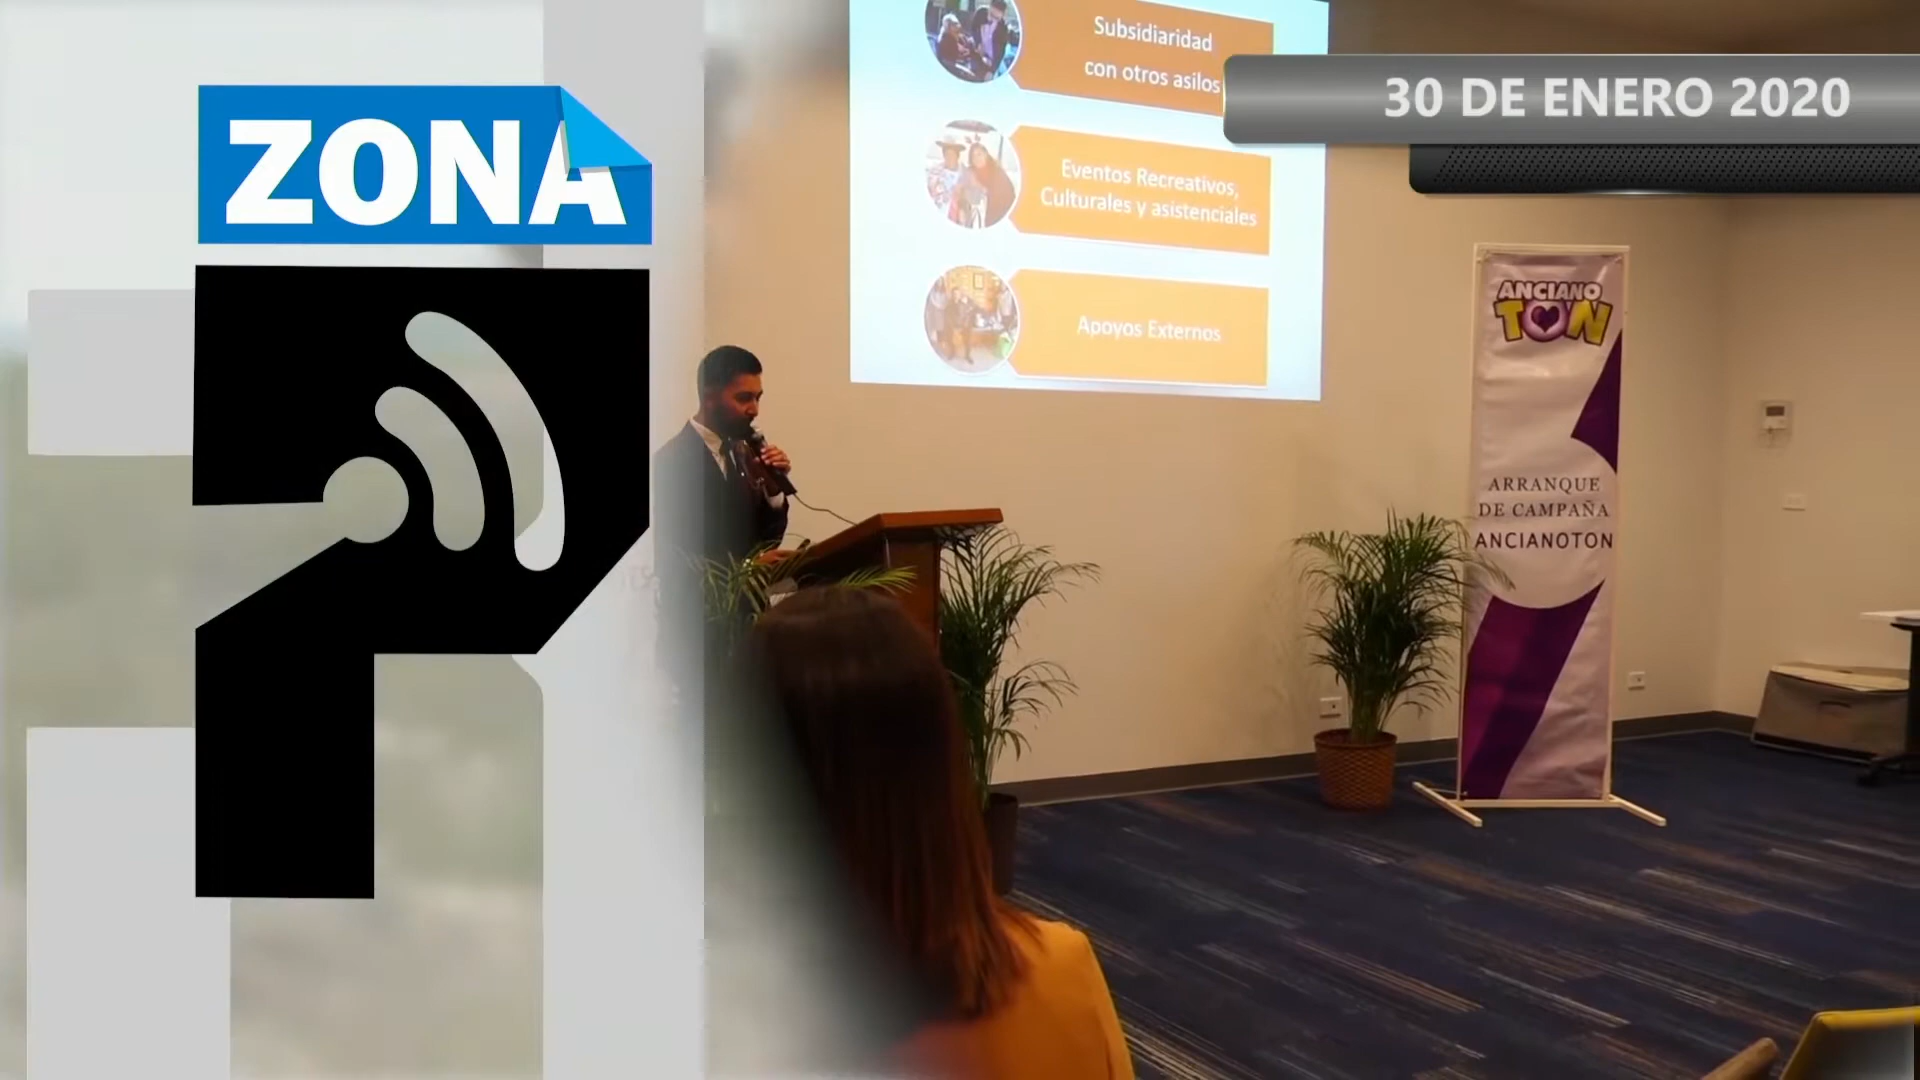 ZONA
Subsidiaridad
con otros asilos
30 DE ENERO 2020
Eventos Recreativos,
Culturales y asistenciales
Apoyos Externos
ANCIANO
TON
ARRANQUE
DE CAMPAÑA
ANCIANOTON